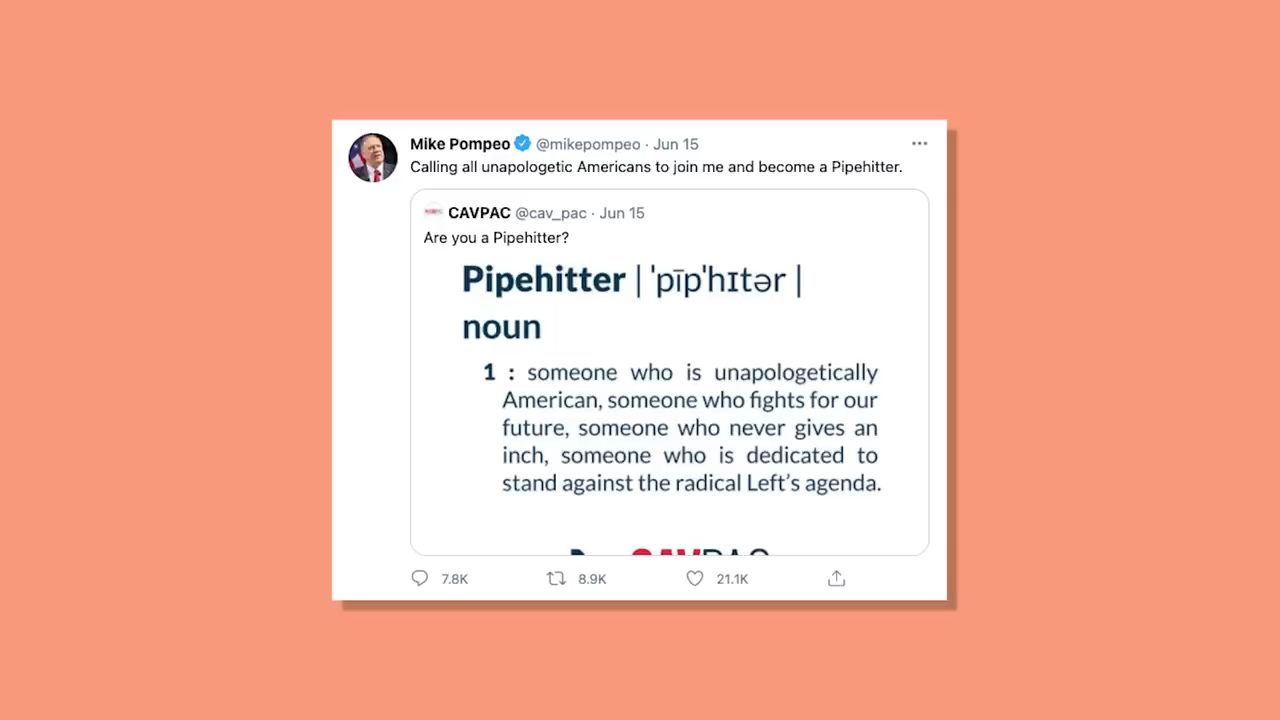 Mike Pompeo @mikepompeo · Jun 15
Calling all unapologetic Americans to join me and become a Pipehitter.
CAVPAC @cav_pac · Jun 15
Are you a Pipehitter?
Pipehitter | ˈpīpˈhɪtər |
noun
1 : someone who is unapologetically
American, someone who fights for our
future, someone who never gives an
inch, someone who is dedicated to
stand against the radical Left's agenda.
CAVPAC
7.8K 8.9K 21.1K